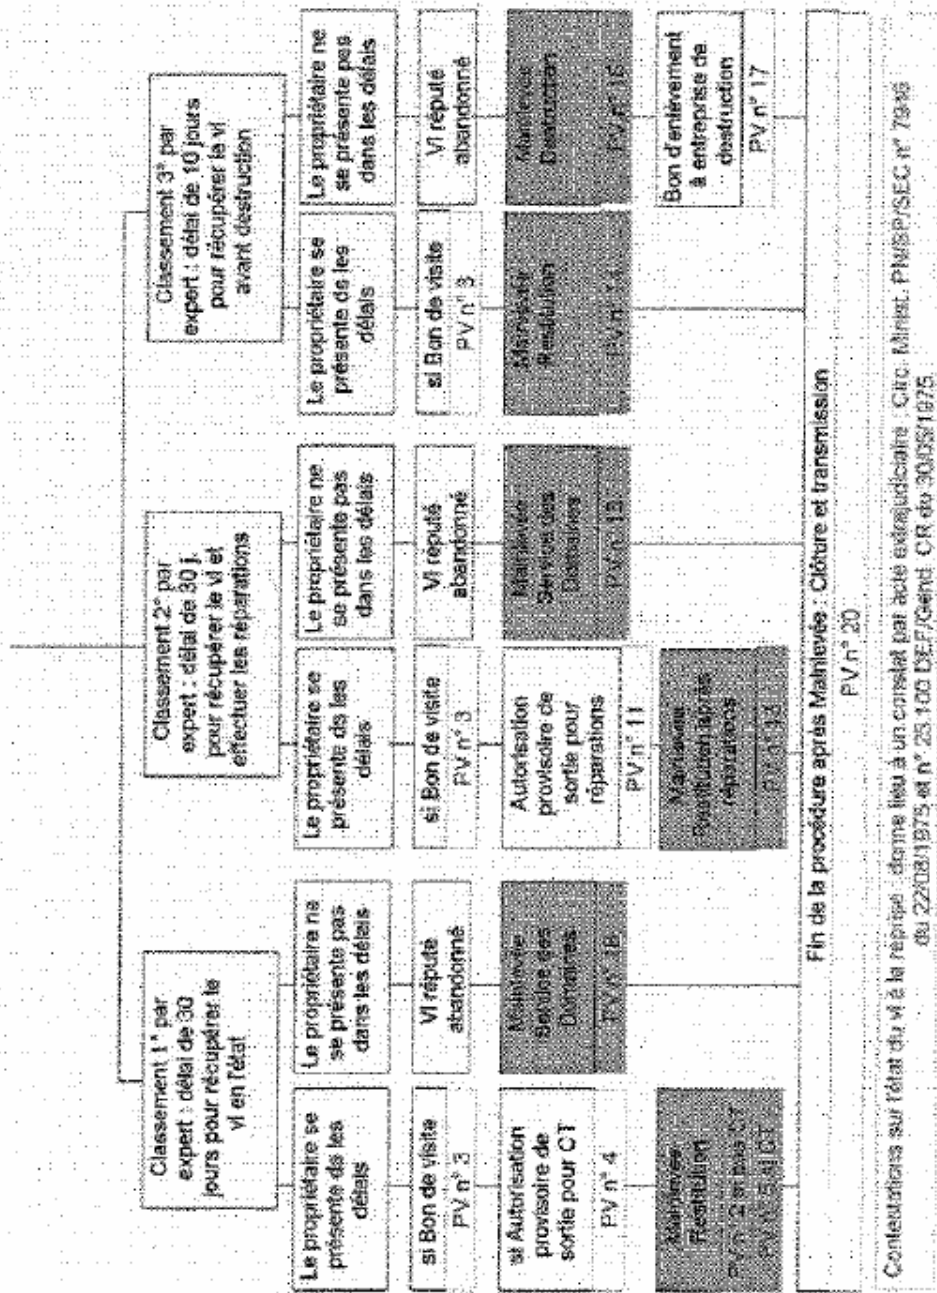 Classement 1° par
expert : délai de 30
jours pour récupérer le
vl en l'état
Le propriétaire se
présente ds les
délais
si Bon de visite
PV n° 3
si Autorisation
provisoire de
sortie pour CT
PV n° 4
Mainlevée
Restitution
PV n° 2 si pas CT
PV n° 5 si CT
Le propriétaire ne
se présente pas
dans les délais
Vl réputé
abandonné
Mainlevée
Service des
Domaines
Classement 2° par
expert : délai de 30 j.
pour récupérer le vl et
effectuer les réparations
Le propriétaire se
présente ds les
délais
si Bon de visite
PV n° 3
Autorisation
provisoire de
sortie pour
réparations
PV n° 11
Mainlevée
Restitution après
réparations
Le propriétaire ne
se présente pas
dans les délais
Vl réputé
abandonné
Mainlevée
Service des
Domaines
Classement 3° par
expert : délai de 10 jours
pour récupérer le vl
avant destruction
Le propriétaire se
présente ds les
délais
si Bon de visite
PV n° 3
Mainlevée
Restitution
Le propriétaire ne
se présente pas
dans les délais
Vl réputé
abandonné
Mainlevée
Destruction
Bon d'enlèvement
à entreprise de
destruction
PV n° 17
Fin de la procédure après Mainlevée : Clôture et transmission
PV n° 20
Contestations sur l'état du vl à la reprise : donne lieu à un constat par acte extrajudiciaire : Circ. Minist. PN/SP/SEC n°
du 22/08/1975 et n° 25.100 DEF/Gend. CR du 30/05/1975